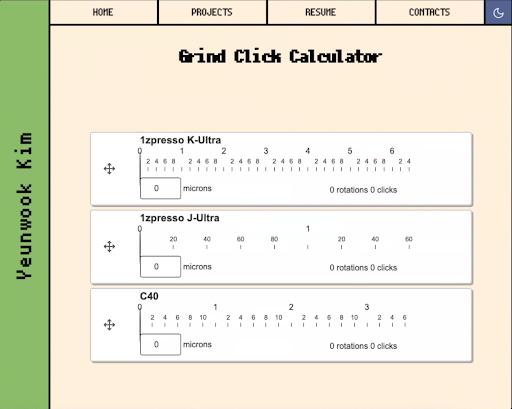 HOME PROJECTS RESUME CONTACTS
Yeunwook Kim
Grind Click Calculator
1zpresso K-Ultra
0 1 2 3 4 5 6
2 4 6 8 2 4 6 8 2 4 6 8 2 4 6 8 2 4 6 8 2 4 6 8 2 4
0 microns 0 rotations 0 clicks
1zpresso J-Ultra
0 1
20 40 60 80 20 40 60
0 microns 0 rotations 0 clicks
C40
0 1 2 3
2 4 6 8 10 2 4 6 8 10 2 4 6 8 10 2 4 6
0 microns 0 rotations 0 clicks